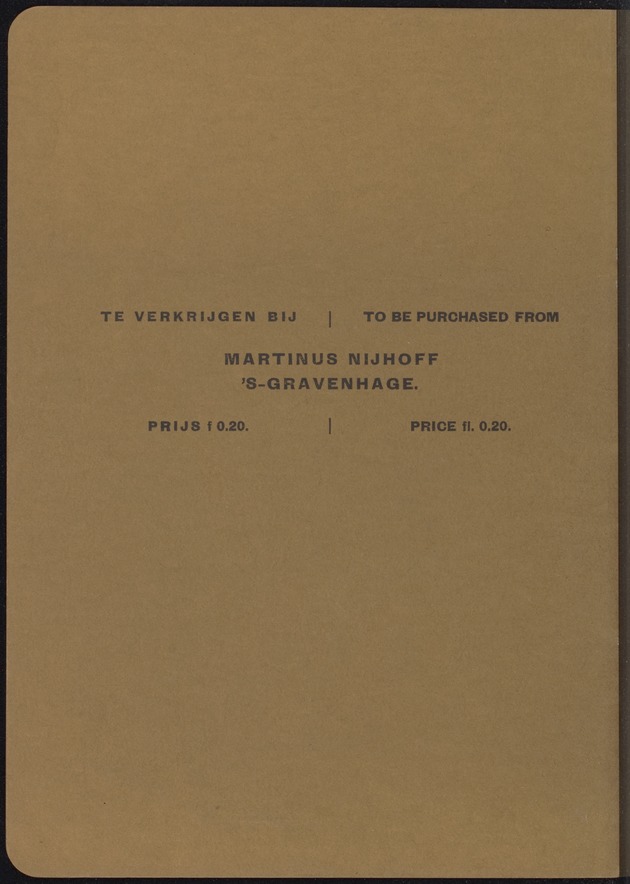 TE VERKRIJGEN BIJ | TO BE PURCHASED FROM
MARTINUS NIJHOFF
'S-GRAVENHAGE.
PRIJS f 0.20. | PRICE fl. 0.20.